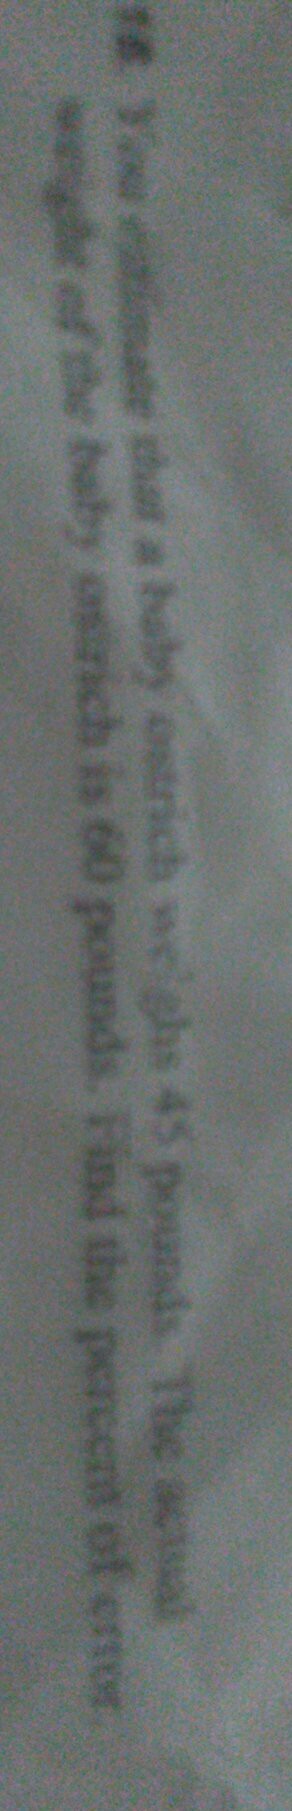 18. You estimate that a baby ostrich weighs 45 pounds. The actual
weight of the baby ostrich is 60 pounds. Find the percent of error